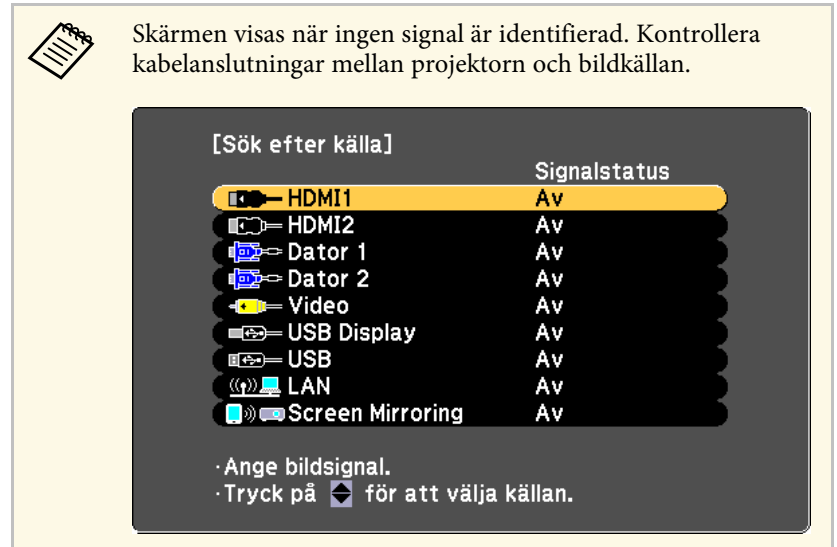 Skärmen visas när ingen signal är identifierad. Kontrollera
kabelanslutningar mellan projektorn och bildkällan.
[Sök efter källa]
Signalstatus
HDMI1 Av
HDMI2 Av
Dator 1 Av
Dator 2 Av
Video Av
USB Display Av
USB Av
LAN Av
Screen Mirroring Av
·Ange bildsignal.
·Tryck på för att välja källan.